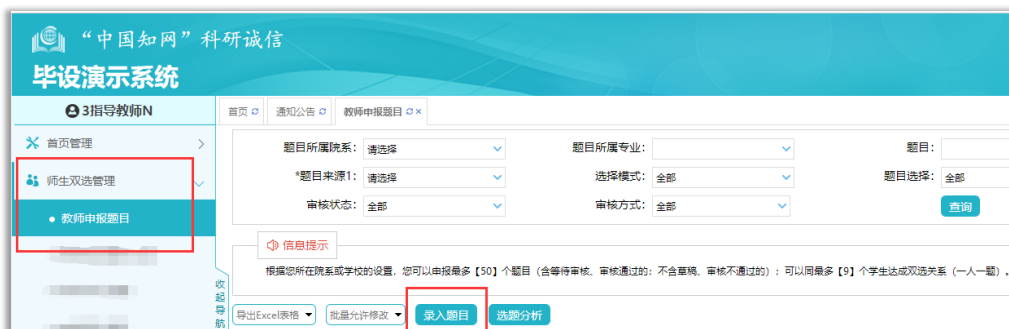 “中国知网”科研诚信
毕设演示系统
3指导教师N
首页 通知公告 教师申报题目
首页管理
师生双选管理
教师申报题目
题目所属院系: 请选择 题目所属专业: 题目:
*题目来源1: 请选择 选择模式: 全部 题目选择: 全部
审核状态: 全部 审核方式: 全部 查询
信息提示
根据您所在院系或学校的设置，您可以申报最多【50】个题目（含等待审核、审核通过的；不含草稿、审核不通过的）；可以同最多【9】个学生达成双选关系（一人一题）。
收起导航
导出Excel表格 批量允许修改 录入题目 选题分析